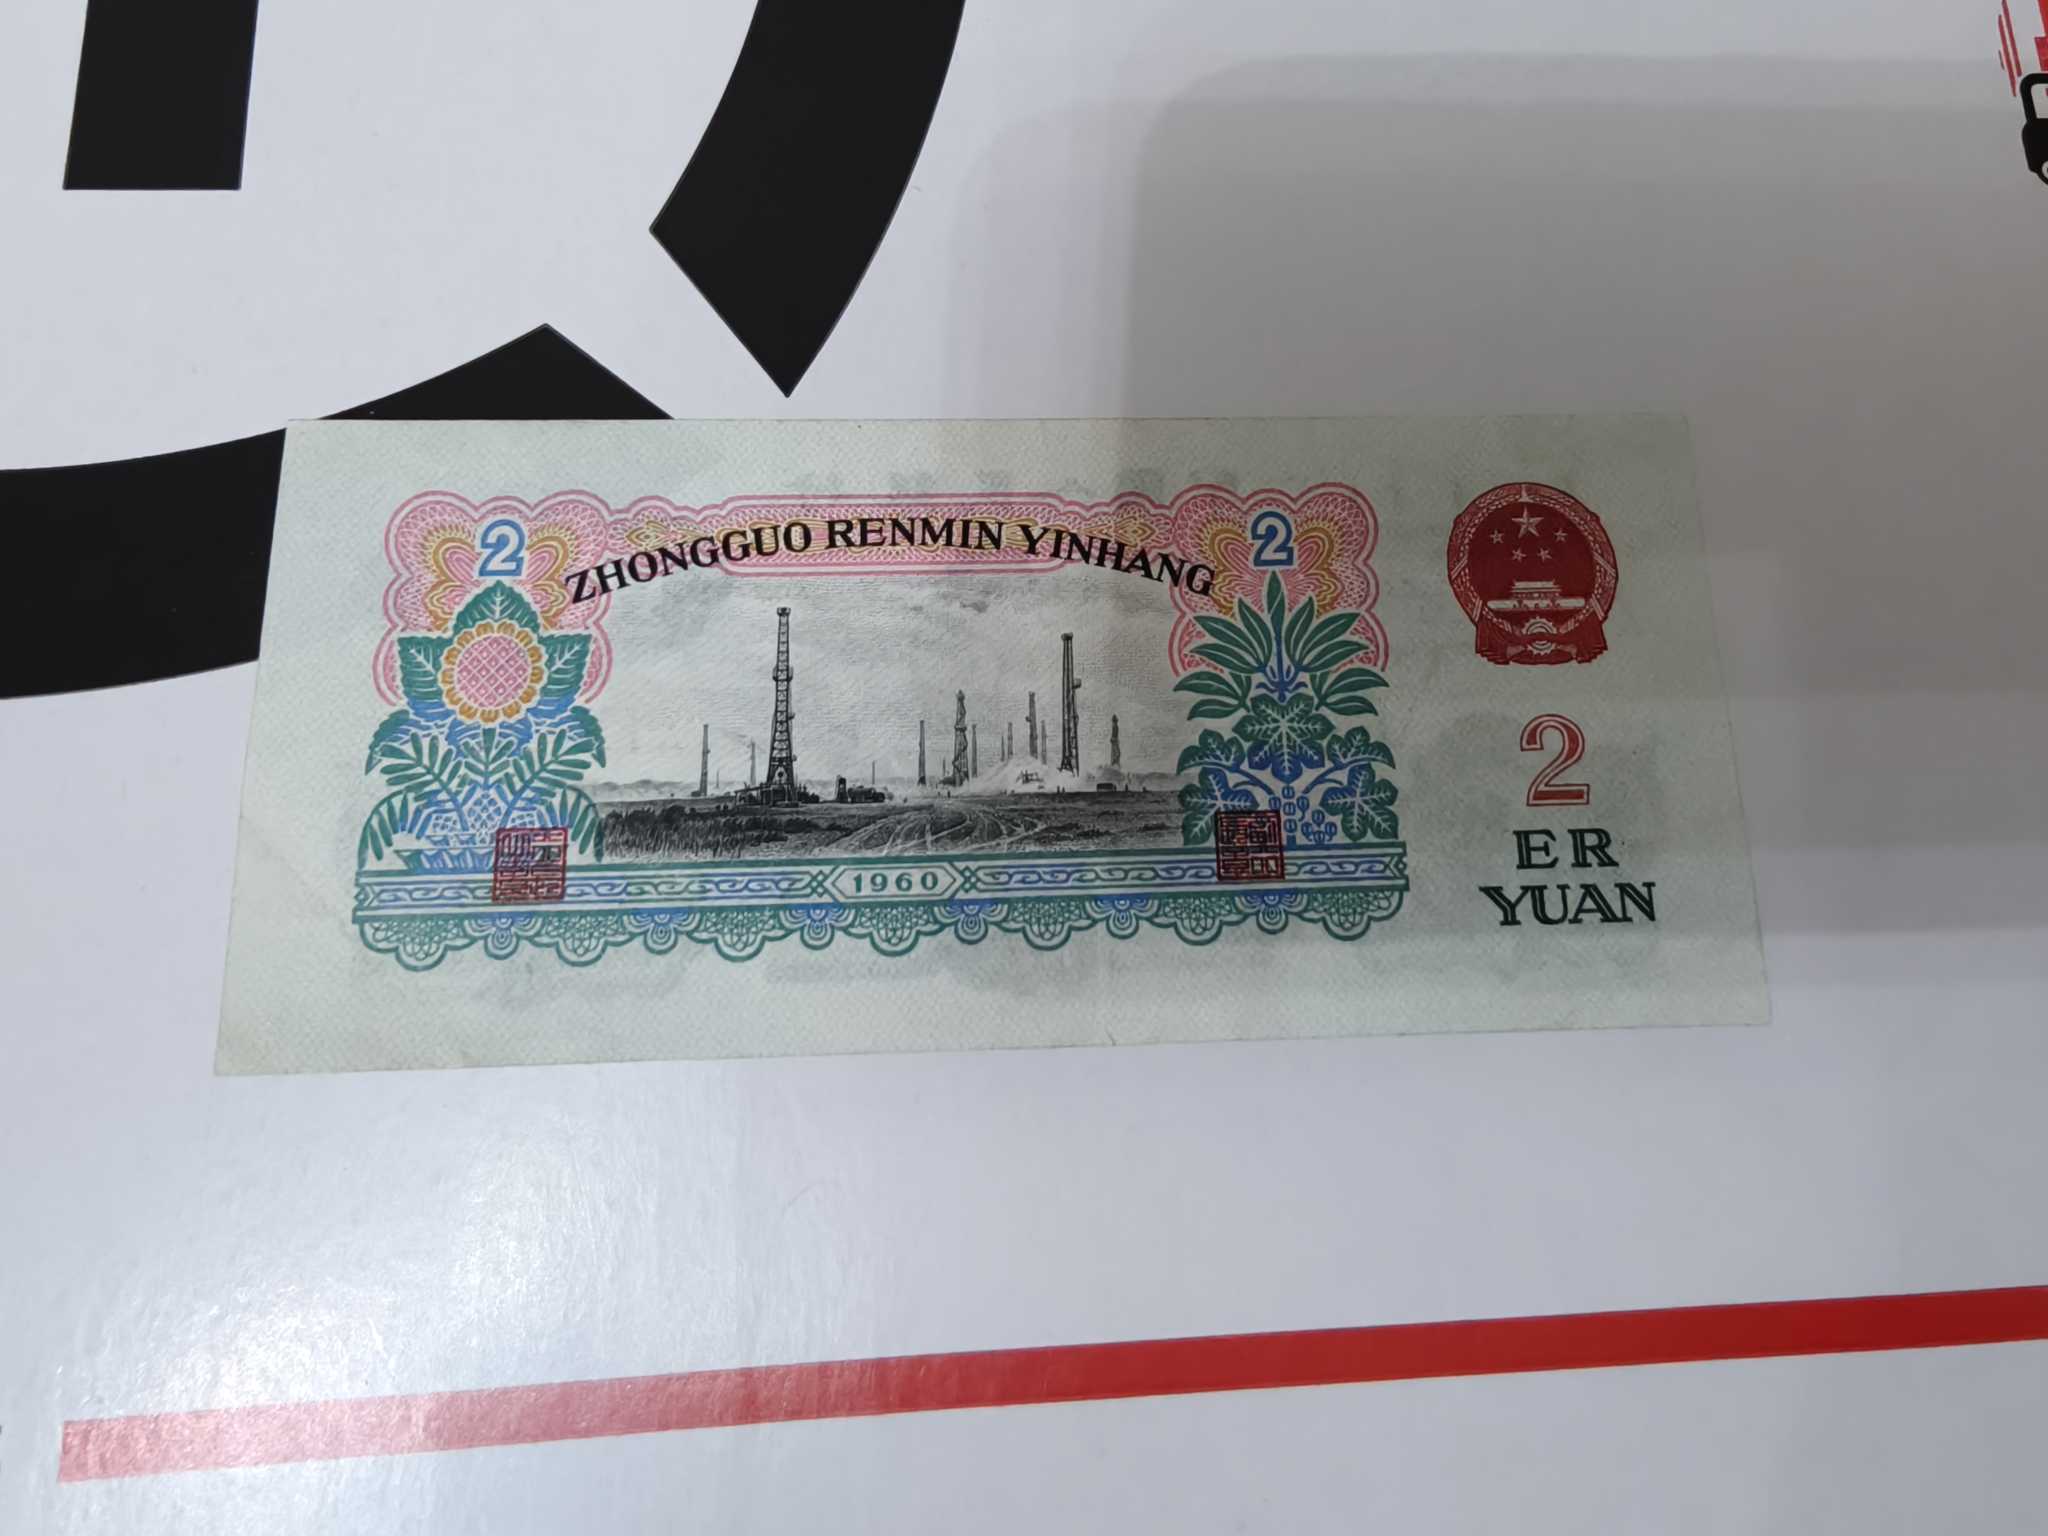 2
2
ZHONGGUO RENMIN YINHANG
1960
2
ER
YUAN